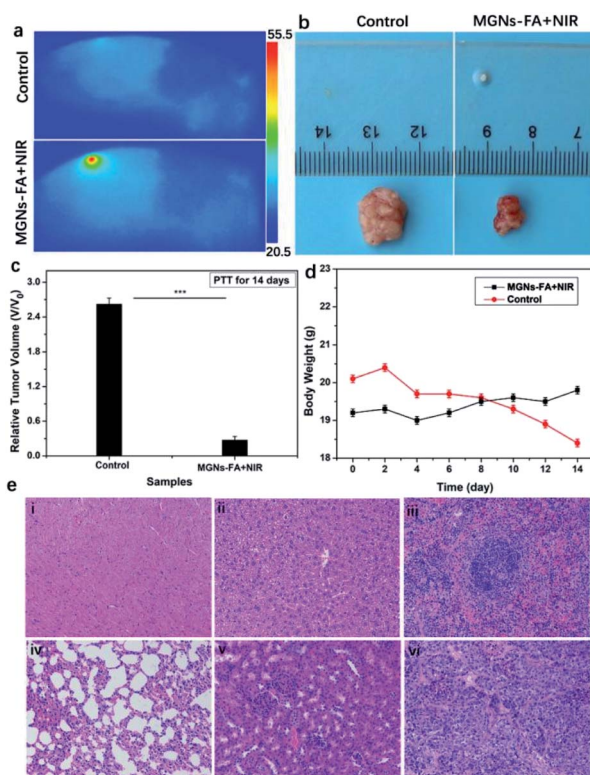 a
Control
MGNs-FA+NIR
55.5
20.5
b
Control
MGNs-FA+NIR
14 13 12
9 8 7
c
Relative Tumor Volume (V/V0)
3.0
2.4
1.8
1.2
0.6
0.0
PTT for 14 days
***
Control
MGNs-FA+NIR
Samples
d
Body Weight (g)
22
21
20
19
18
MGNs-FA+NIR
Control
0 2 4 6 8 10 12 14
Time (day)
e
i
ii
iii
iv
v
vi